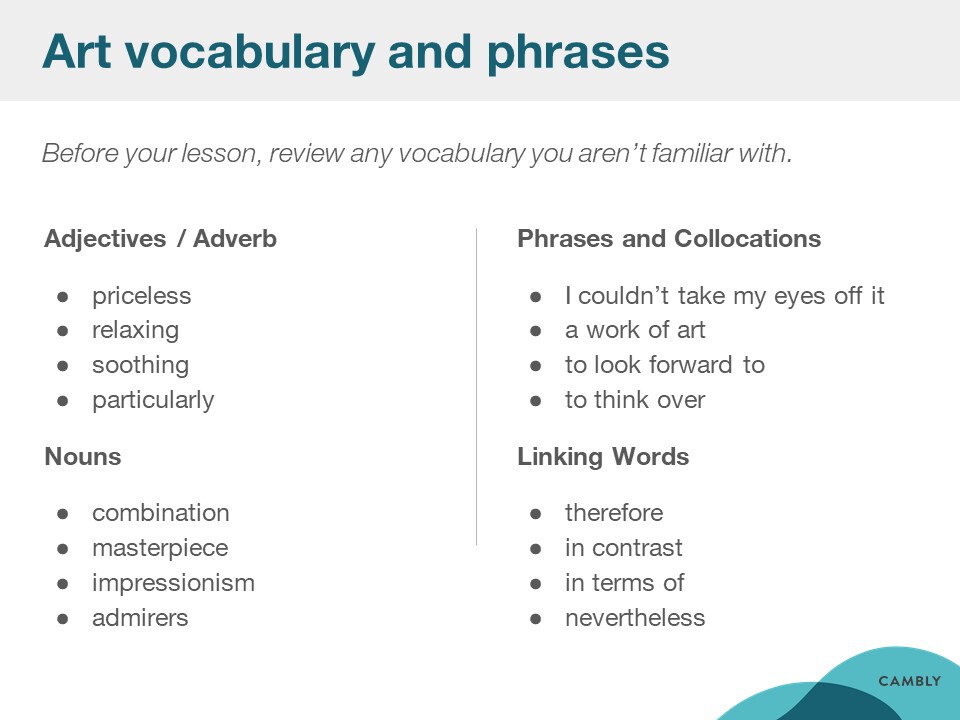 Art vocabulary and phrases
Before your lesson, review any vocabulary you aren’t familiar with.
Adjectives / Adverb
● priceless
● relaxing
● soothing
● particularly
Nouns
● combination
● masterpiece
● impressionism
● admirers
Phrases and Collocations
● I couldn’t take my eyes off it
● a work of art
● to look forward to
● to think over
Linking Words
● therefore
● in contrast
● in terms of
● nevertheless
CAMBLY